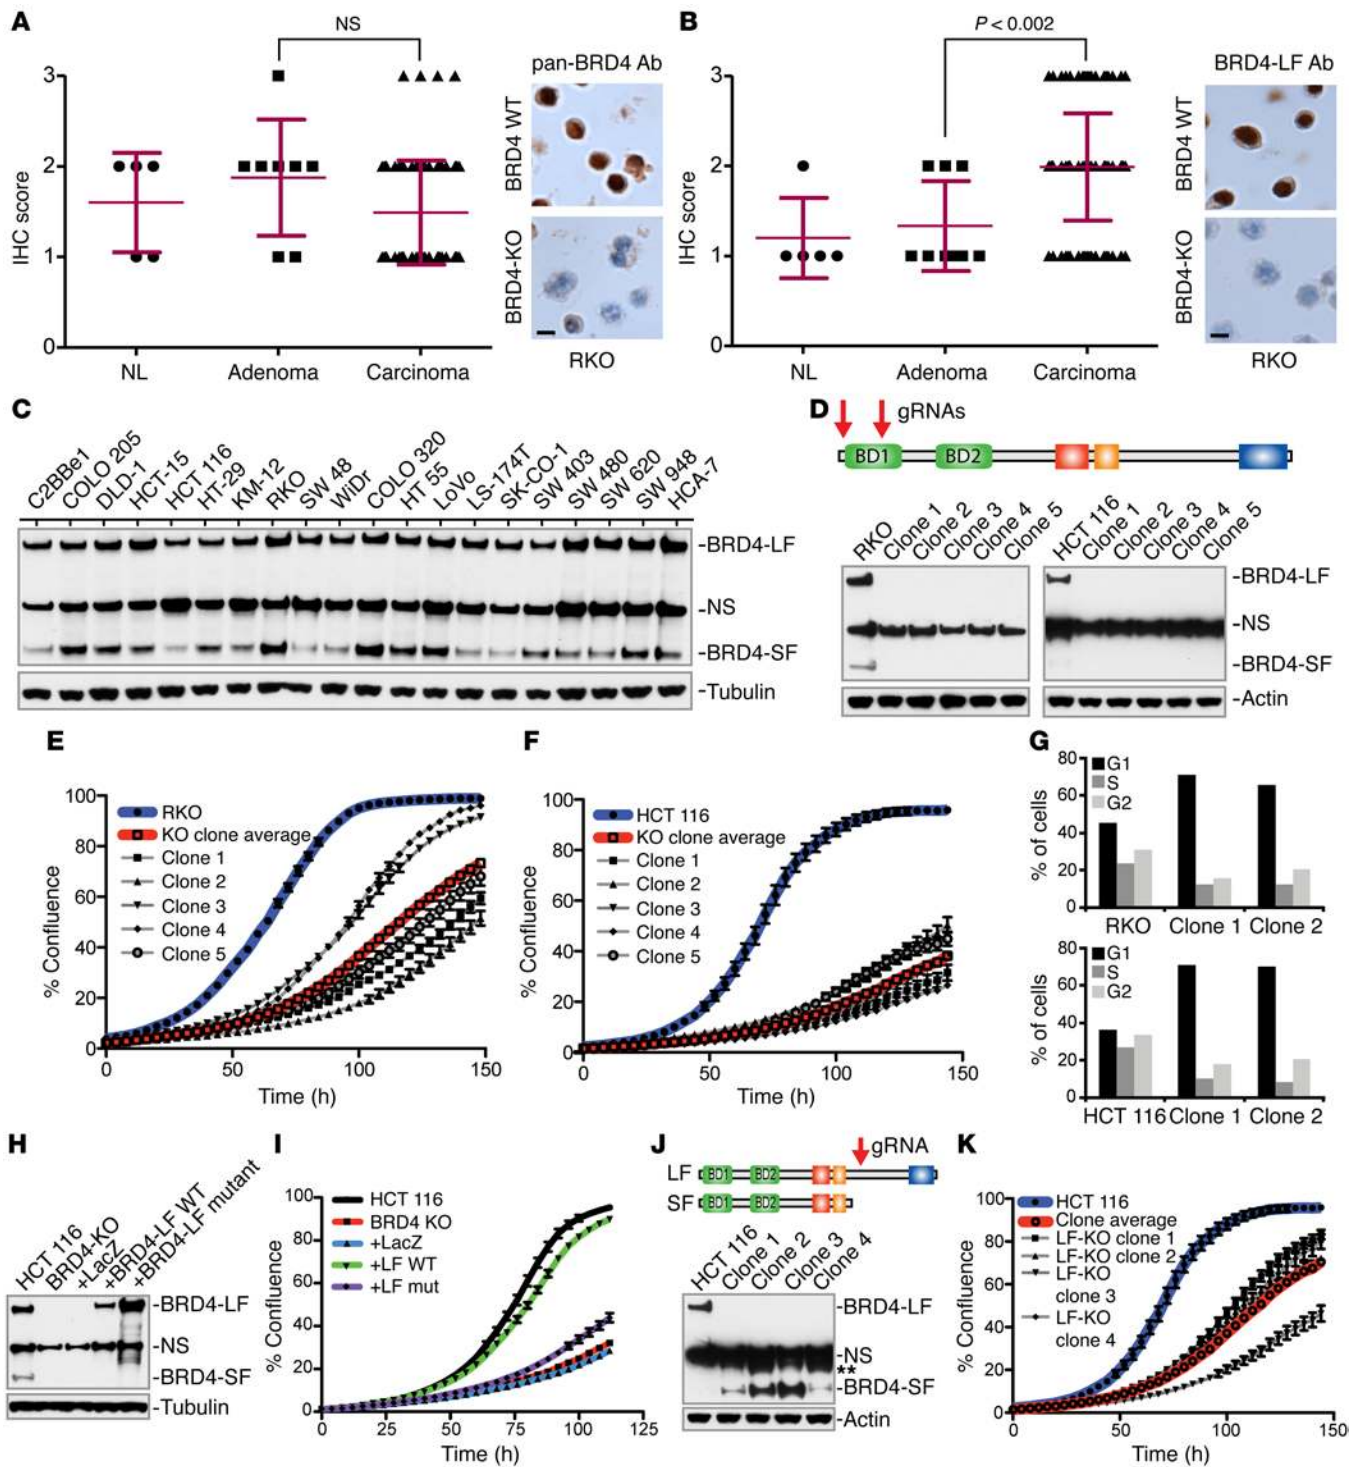 A
NS
3
2
1
0
IHC score
NL
Adenoma
Carcinoma
pan-BRD4 Ab
BRD4 WT
BRD4-KO
RKO
B
P < 0.002
3
2
1
0
IHC score
NL
Adenoma
Carcinoma
BRD4-LF Ab
BRD4 WT
BRD4-KO
RKO
C
C2BBe1
COLO 205
DLD-1
HCT-15
HCT 116
HT-29
KM-12
RKO
SW 48
WiDr
COLO 320
HT 55
LoVo
LS-174T
SK-CO-1
SW 403
SW 480
SW 620
SW 948
HCA-7
-BRD4-LF
-NS
-BRD4-SF
-Tubulin
D
gRNAs
BD1
BD2
RKO
Clone 1
Clone 2
Clone 3
Clone 4
Clone 5
HCT 116
Clone 1
Clone 2
Clone 3
Clone 4
Clone 5
-BRD4-LF
-NS
-BRD4-SF
-Actin
E
100
80
60
40
20
0
% Confluence
RKO
KO clone average
Clone 1
Clone 2
Clone 3
Clone 4
Clone 5
0 50 100 150
Time (h)
F
100
80
60
40
20
0
% Confluence
HCT 116
KO clone average
Clone 1
Clone 2
Clone 3
Clone 4
Clone 5
0 50 100 150
Time (h)
G
80
60
40
20
0
% of cells
G1
S
G2
RKO Clone 1 Clone 2
80
60
40
20
0
% of cells
G1
S
G2
HCT 116 Clone 1 Clone 2
H
HCT 116
BRD4-KO
+LacZ
+BRD4-LF WT
+BRD4-LF mutant
-BRD4-LF
-NS
-BRD4-SF
-Tubulin
I
100
80
60
40
20
0
% Confluence
HCT 116
BRD4 KO
+LacZ
+LF WT
+LF mut
0 25 50 75 100 125
Time (h)
J
gRNA
LF
BD1
BD2
SF
BD1
BD2
HCT 116
Clone 1
Clone 2
Clone 3
Clone 4
-BRD4-LF
-NS
**
-BRD4-SF
-Actin
K
100
80
60
40
20
0
% Confluence
HCT 116
Clone average
LF-KO clone 1
LF-KO clone 2
LF-KO
clone 3
LF-KO
clone 4
0 50 100 150
Time (h)